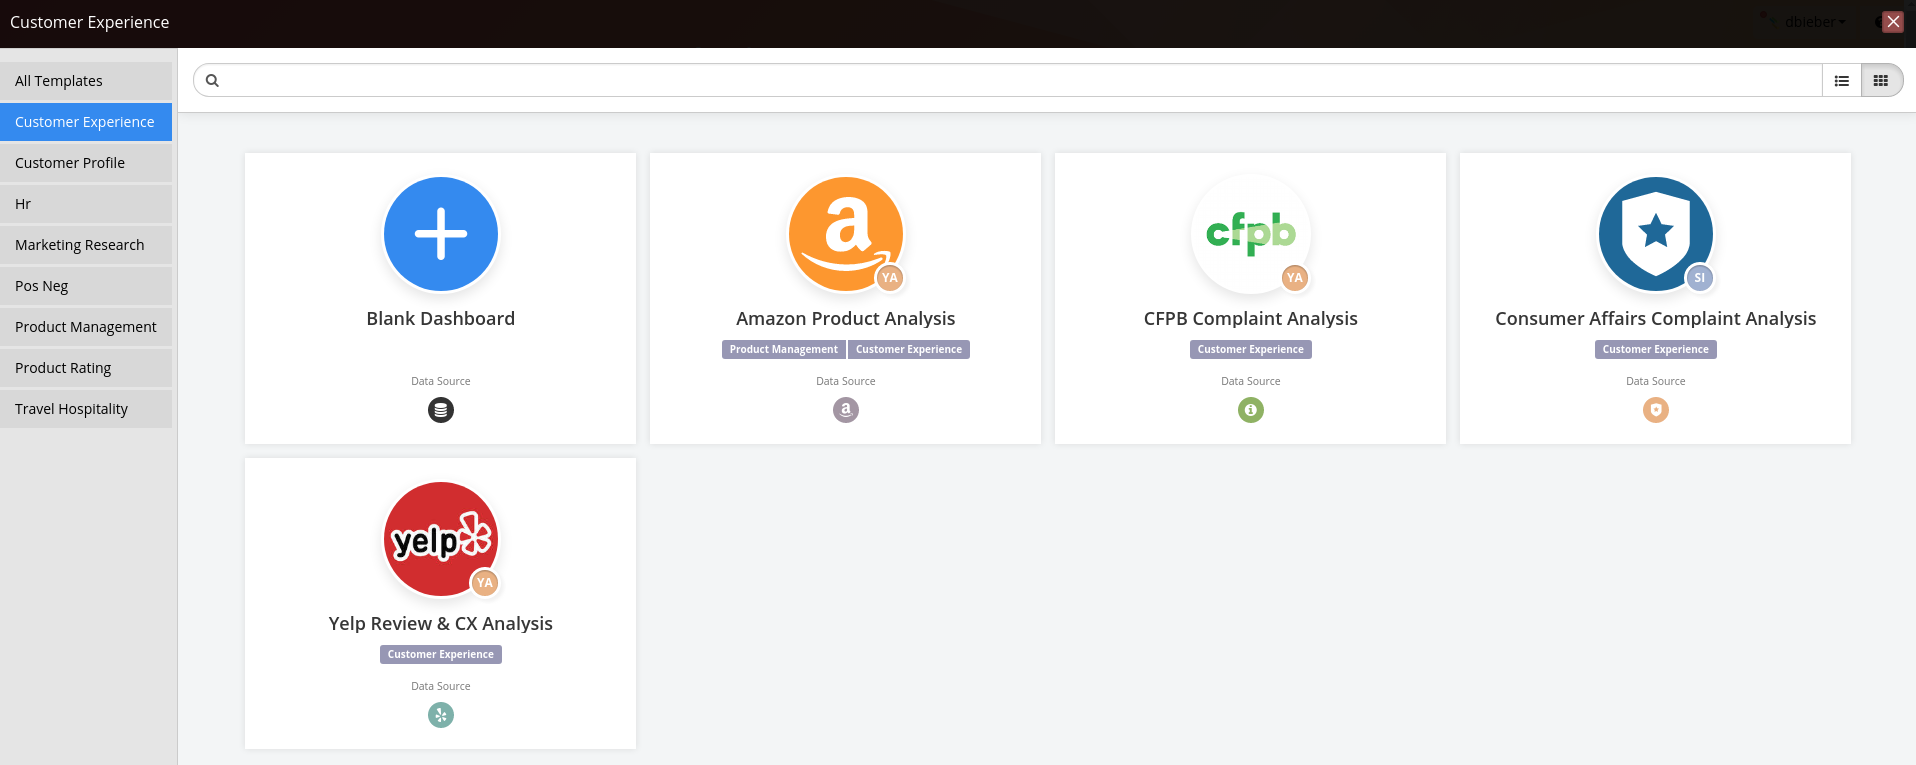 Customer Experience
dbieber
All Templates
Customer Experience
Customer Profile
Hr
Marketing Research
Pos Neg
Product Management
Product Rating
Travel Hospitality
Blank Dashboard
Data Source
a
YA
Amazon Product Analysis
Product Management Customer Experience
Data Source
a
cfpb
YA
CFPB Complaint Analysis
Customer Experience
Data Source
SI
Consumer Affairs Complaint Analysis
Customer Experience
Data Source
yelp
YA
Yelp Review & CX Analysis
Customer Experience
Data Source